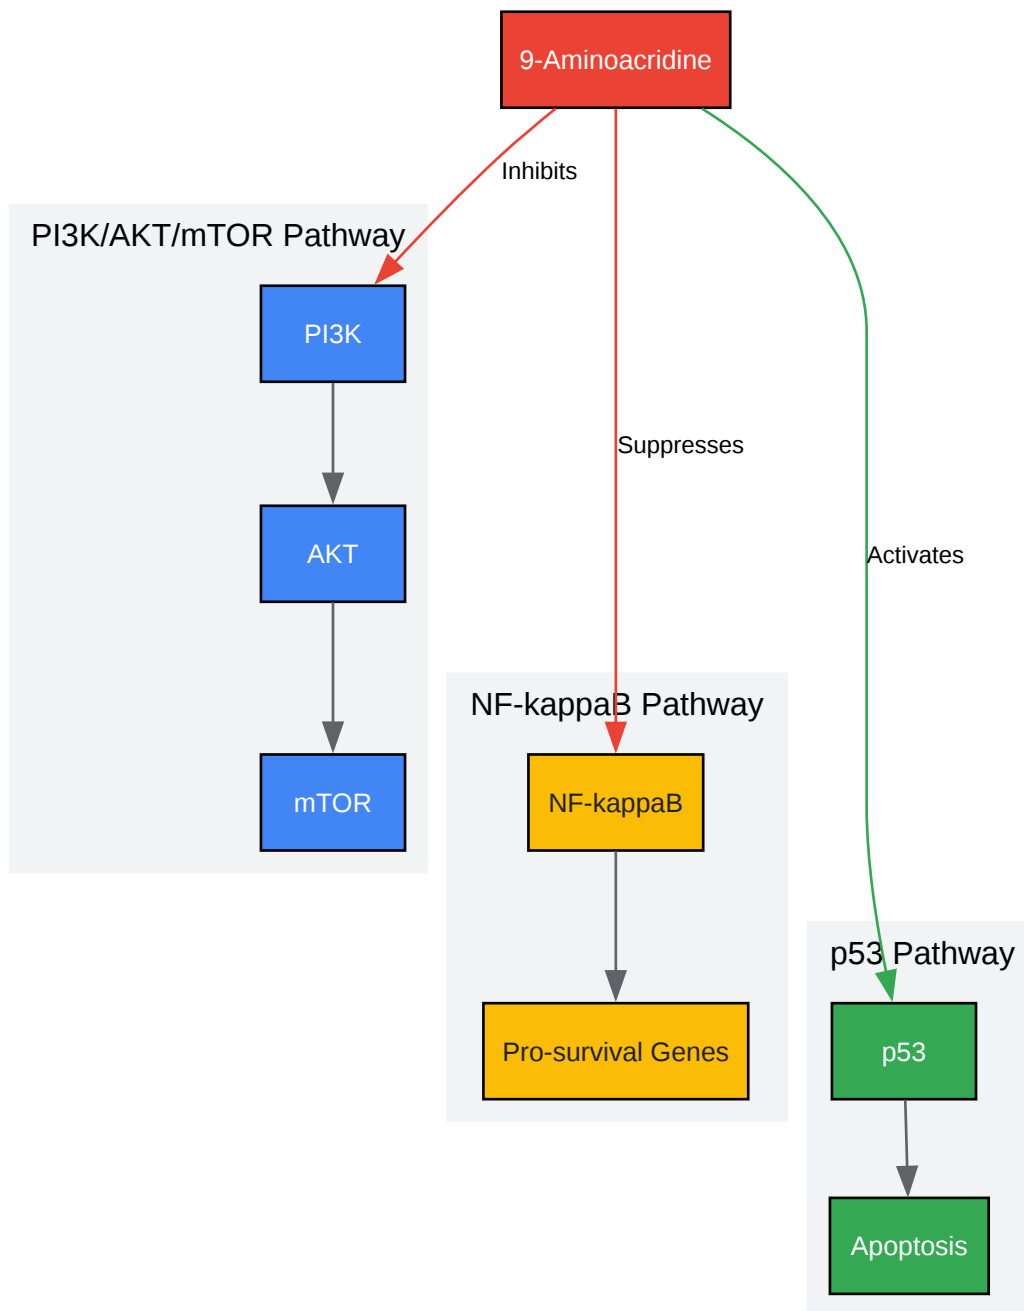 9-Aminoacridine
Inhibits
PI3K/AKT/mTOR Pathway
PI3K
Suppresses
AKT
Activates
NF-kappaB Pathway
mTOR
NF-kappaB
p53 Pathway
Pro-survival Genes
p53
Apoptosis